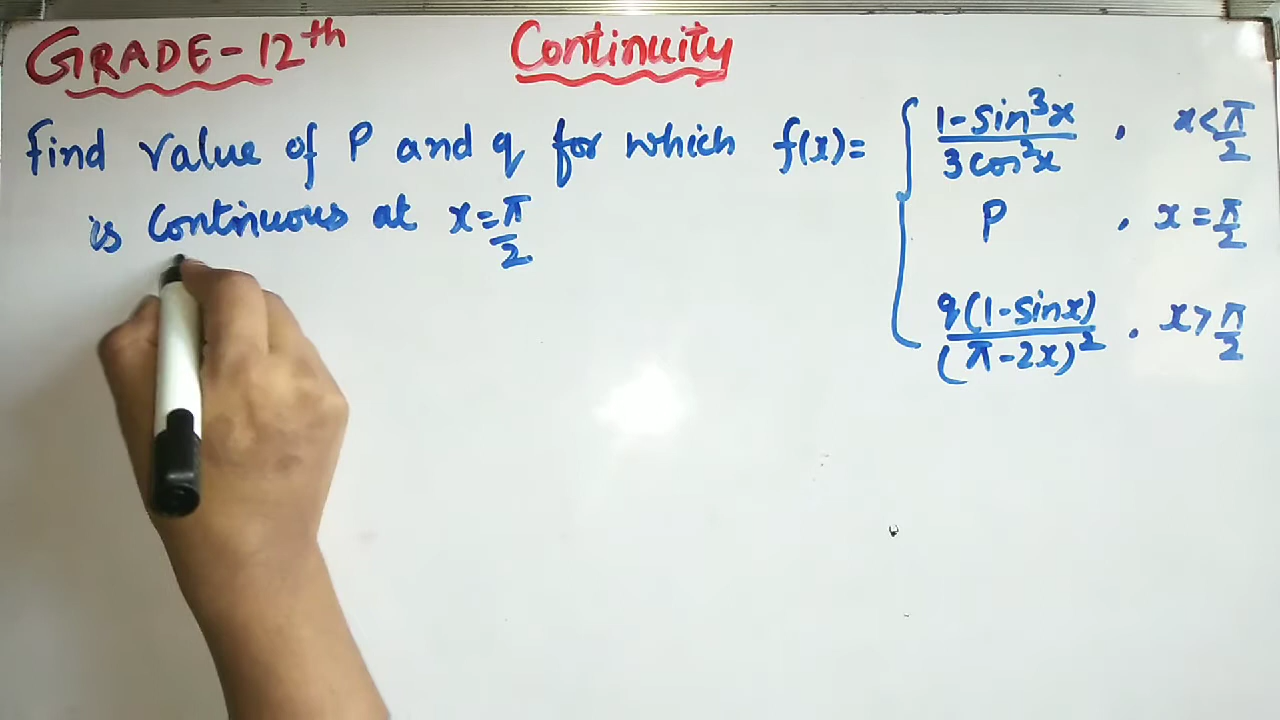 GRADE-12th Continuity
find value of P and q for which f(x)= { 1-sin³x / 3cos²x , x<π/2
is continuous at x=π/2
P , x=π/2
q(1-sinx) / (π-2x)² , x>π/2